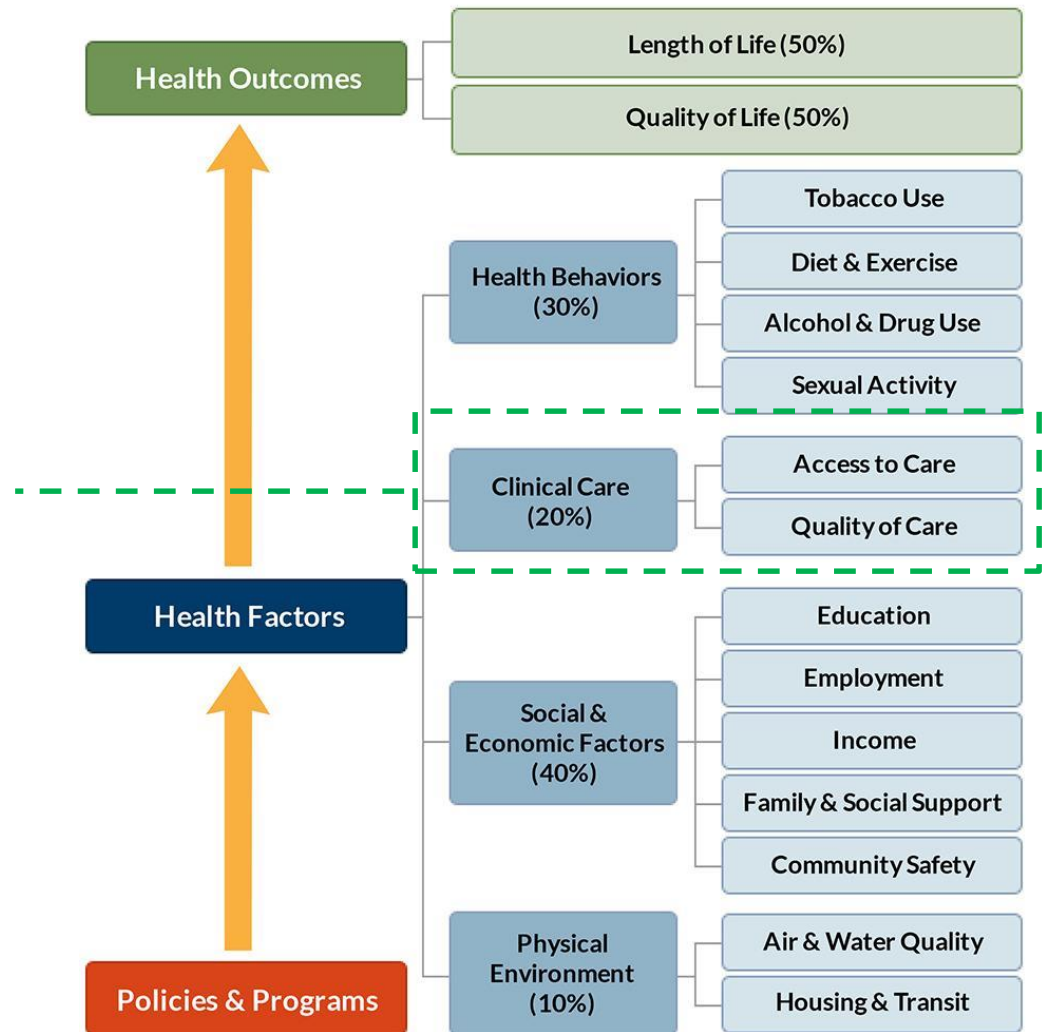 Health Outcomes
Length of Life (50%)
Quality of Life (50%)
Health Factors
Health Behaviors
(30%)
Tobacco Use
Diet & Exercise
Alcohol & Drug Use
Sexual Activity
Clinical Care
(20%)
Access to Care
Quality of Care
Social &
Economic Factors
(40%)
Education
Employment
Income
Family & Social Support
Community Safety
Physical
Environment
(10%)
Air & Water Quality
Housing & Transit
Policies & Programs